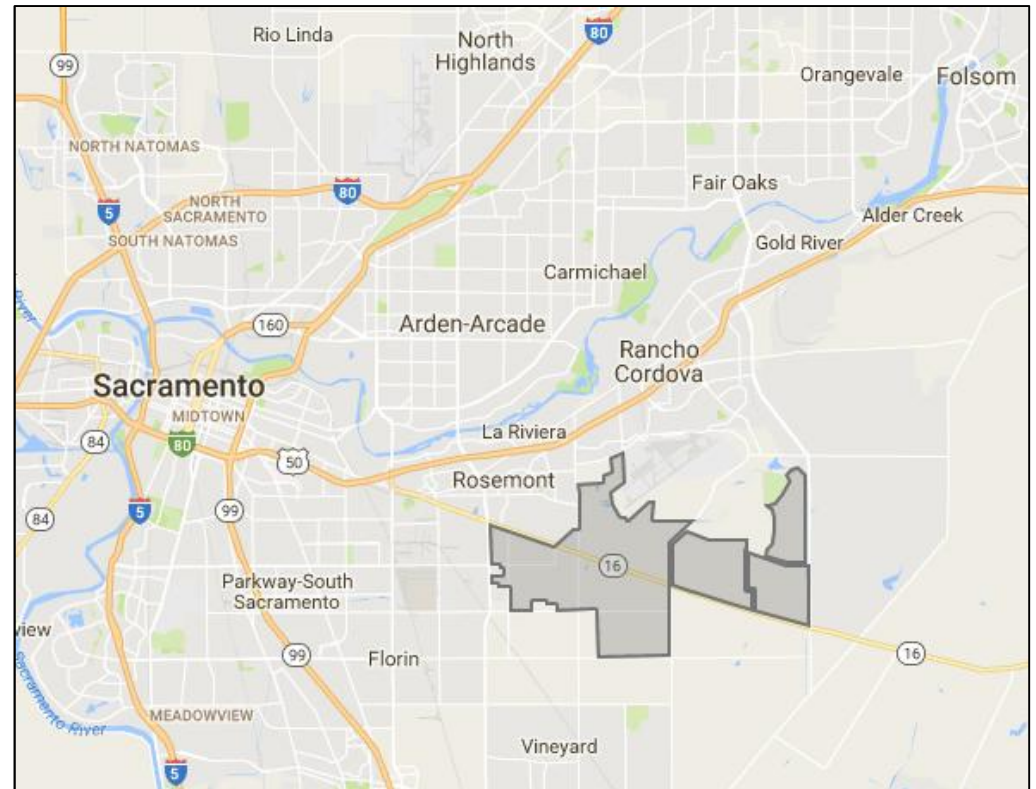 Rio Linda
North
Highlands
80
99
Orangevale
Folsom
NORTH NATOMAS
Fair Oaks
80
5
NORTH
SACRAMENTO
Alder Creek
SOUTH NATOMAS
Gold River
Carmichael
River
160
Arden-Arcade
Rancho
Cordova
Sacramento
MIDTOWN
La Riviera
84
80
50
Rosemont
99
5
84
16
Parkway-South
Sacramento
view
99
Florin
16
Sacramento River
MEADOWVIEW
Vineyard
5